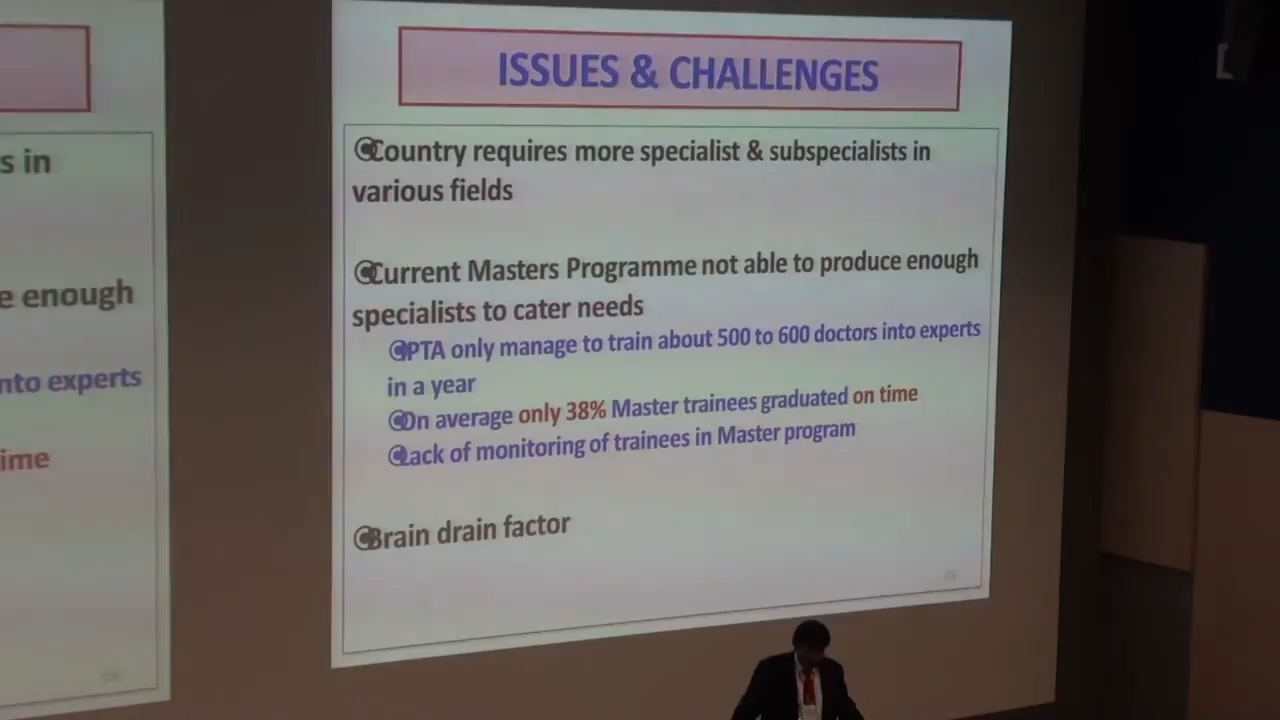 ISSUES & CHALLENGES
Country requires more specialist & subspecialists in
various fields
Current Masters Programme not able to produce enough
specialists to cater needs
IPTA only manage to train about 500 to 600 doctors into experts
in a year
On average only 38% Master trainees graduated on time
Lack of monitoring of trainees in Master program
Brain drain factor
s in
e enough
nto experts
ime